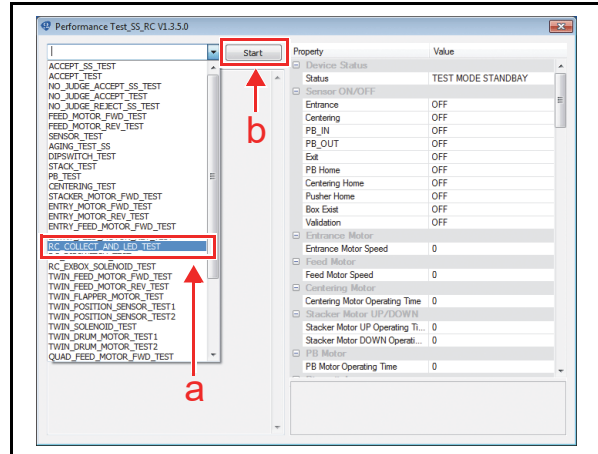 Performance Test_SS_RC V1.3.5.0
Start
ACCEPT_SS_TEST
ACCEPT_TEST
NO_JUDGE_ACCEPT_SS_TEST
NO_JUDGE_ACCEPT_TEST
NO_JUDGE_REJECT_SS_TEST
FEED_MOTOR_FWD_TEST
FEED_MOTOR_REV_TEST
SENSOR_TEST
AGING_TEST_SS
DIPSWITCH_TEST
STACK_TEST
PB_TEST
CENTERING_TEST
STACKER_MOTOR_FWD_TEST
ENTRY_MOTOR_FWD_TEST
ENTRY_MOTOR_REV_TEST
ENTRY_FEED_MOTOR_FWD_TEST
RC_COLLECT_AND_LED_TEST
RC_EXBOX_SOLENOID_TEST
TWIN_FEED_MOTOR_FWD_TEST
TWIN_FEED_MOTOR_REV_TEST
TWIN_FLAPPER_MOTOR_TEST
TWIN_POSITION_SENSOR_TEST1
TWIN_POSITION_SENSOR_TEST2
TWIN_SOLENOID_TEST
TWIN_DRUM_MOTOR_TEST1
TWIN_DRUM_MOTOR_TEST2
QUAD_FEED_MOTOR_FWD_TEST
a
b
Property Value
Device Status
Status TEST MODE STANDBAY
Sensor ON/OFF
Entrance OFF
Centering OFF
PB_IN OFF
PB_OUT OFF
Exit OFF
PB Home OFF
Centering Home OFF
Pusher Home OFF
Box Exist OFF
Validation OFF
Entrance Motor
Entrance Motor Speed 0
Feed Motor
Feed Motor Speed 0
Centering Motor
Centering Motor Operating Time 0
Stacker Motor UP/DOWN
Stacker Motor UP Operating Ti... 0
Stacker Motor DOWN Operati... 0
PB Motor
PB Motor Operating Time 0